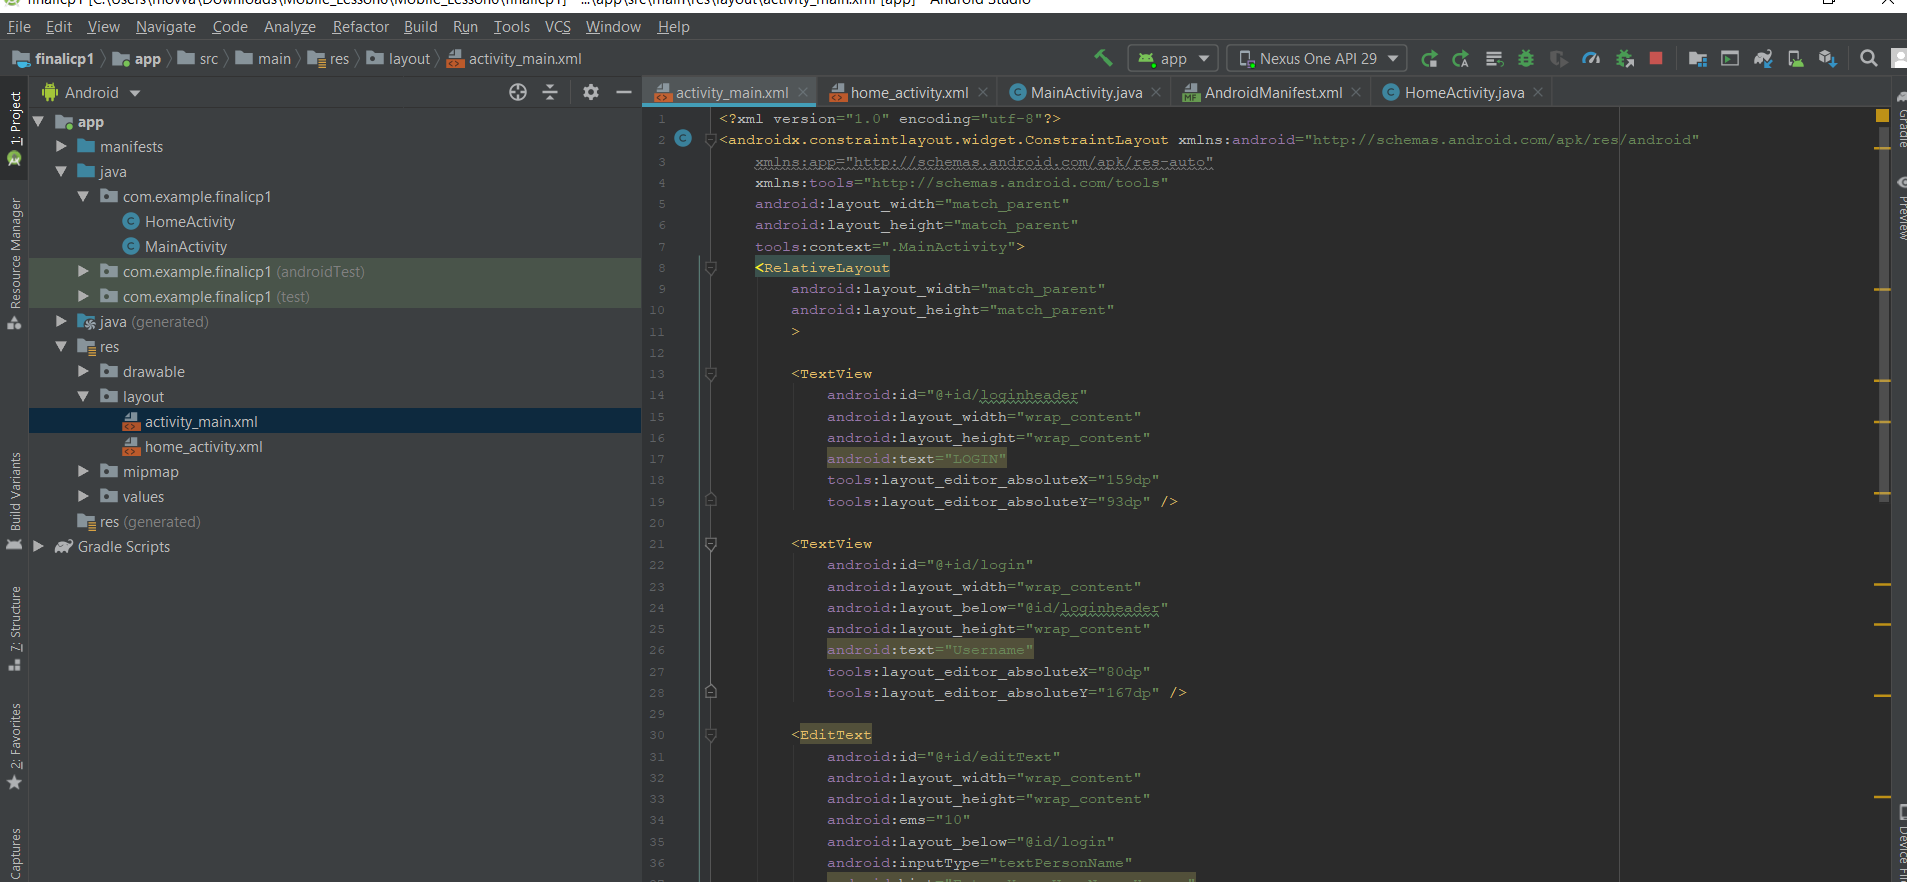 finalicp1 [C:\Users\movva\Downloads\Mobile_Lesson6\Mobile_Lesson6\finalicp1] - ...\app\src\main\res\layout\activity_main.xml [app] - Android Studio
File Edit View Navigate Code Analyze Refactor Build Run Tools VCS Window Help
finalicp1 app src main res layout activity_main.xml app Nexus One API 29
Android
activity_main.xml home_activity.xml MainActivity.java AndroidManifest.xml HomeActivity.java
1: Project
Resource Manager
Build Variants
7: Structure
2: Favorites
Captures
app
manifests
java
com.example.finalicp1
HomeActivity
MainActivity
com.example.finalicp1 (androidTest)
com.example.finalicp1 (test)
java (generated)
res
drawable
layout
activity_main.xml
home_activity.xml
mipmap
values
res (generated)
Gradle Scripts
1 <?xml version="1.0" encoding="utf-8"?>
2 <androidx.constraintlayout.widget.ConstraintLayout xmlns:android="http://schemas.android.com/apk/res/android"
3 xmlns:app="http://schemas.android.com/apk/res-auto"
4 xmlns:tools="http://schemas.android.com/tools"
5 android:layout_width="match_parent"
6 android:layout_height="match_parent"
7 tools:context=".MainActivity">
8 <RelativeLayout
9 android:layout_width="match_parent"
10 android:layout_height="match_parent"
11 >
12
13 <TextView
14 android:id="@+id/loginheader"
15 android:layout_width="wrap_content"
16 android:layout_height="wrap_content"
17 android:text="LOGIN"
18 tools:layout_editor_absoluteX="159dp"
19 tools:layout_editor_absoluteY="93dp" />
20
21 <TextView
22 android:id="@+id/login"
23 android:layout_width="wrap_content"
24 android:layout_below="@id/loginheader"
25 android:layout_height="wrap_content"
26 android:text="Username"
27 tools:layout_editor_absoluteX="80dp"
28 tools:layout_editor_absoluteY="167dp" />
29
30 <EditText
31 android:id="@+id/editText"
32 android:layout_width="wrap_content"
33 android:layout_height="wrap_content"
34 android:ems="10"
35 android:layout_below="@id/login"
36 android:inputType="textPersonName"
Gradle
Preview